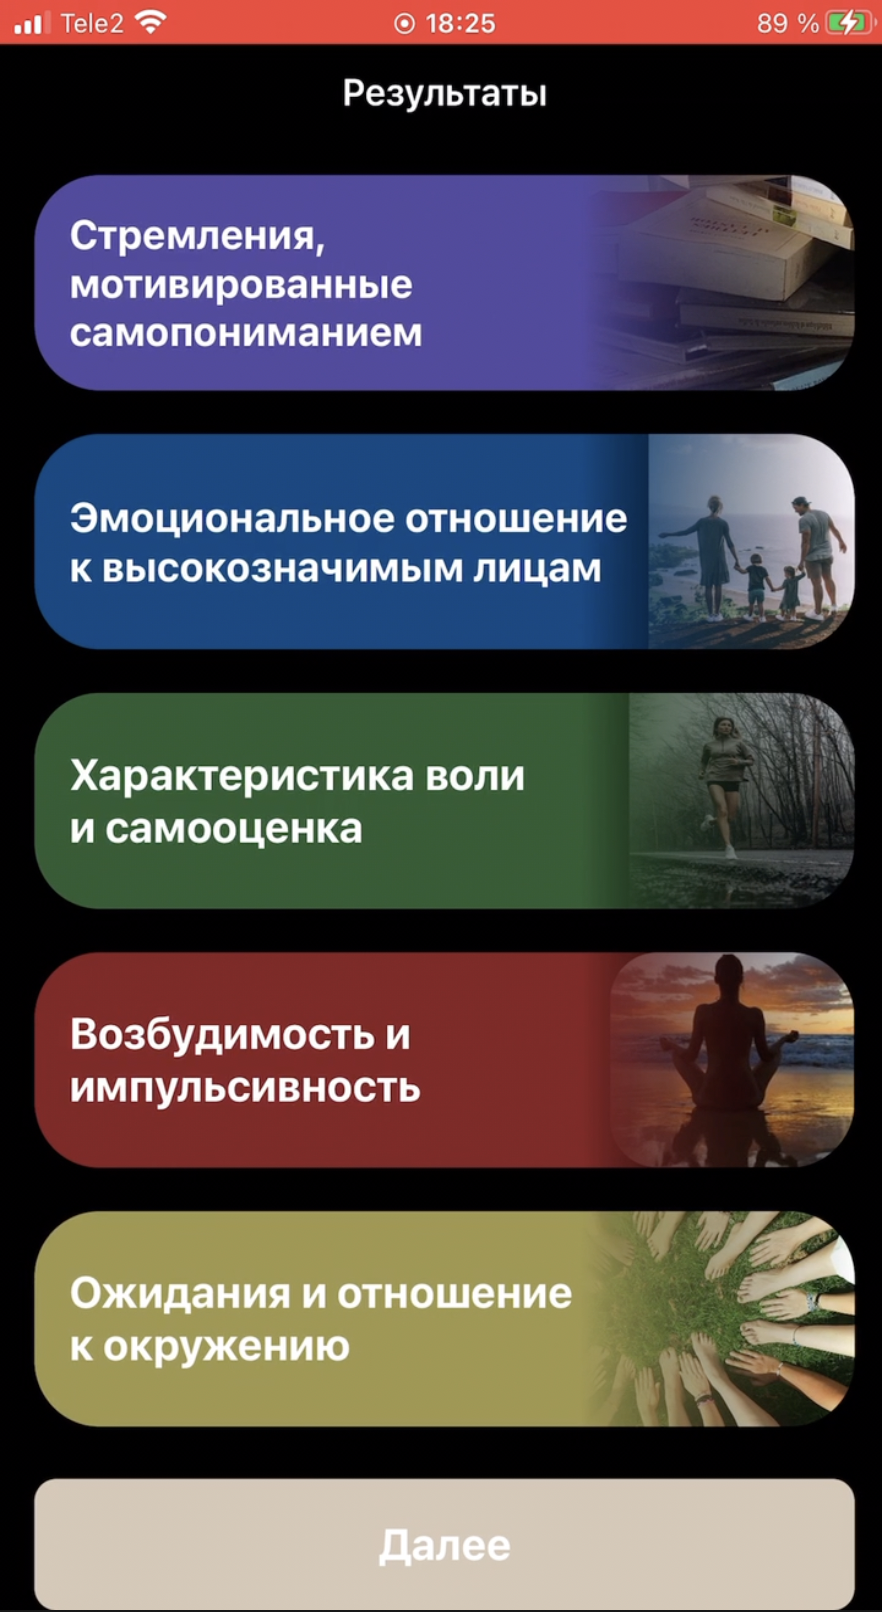 Tele2 18:25 89 %
Результаты
Стремления,
мотивированные
самопониманием
Эмоциональное отношение
к высокозначимым лицам
Характеристика воли
и самооценка
Возбудимость и
импульсивность
Ожидания и отношение
к окружению
Далее